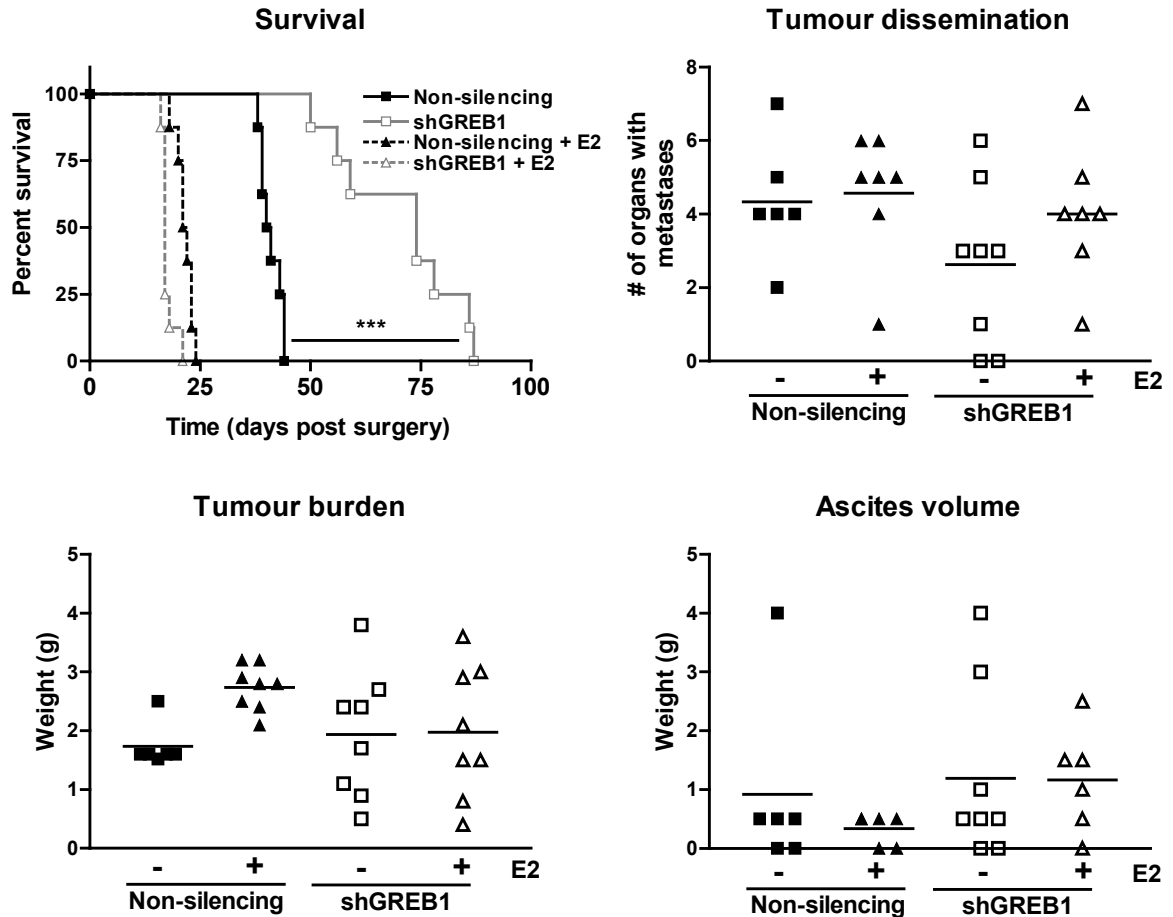 Survival
Percent survival
100
75
50
25
0
Non-silencing
shGREB1
Non-silencing + E2
shGREB1 + E2
***
0 25 50 75 100
Time (days post surgery)
Tumour dissemination
# of organs with
metastases
8
6
4
2
0
- + - + E2
Non-silencing shGREB1
Tumour burden
Weight (g)
5
4
3
2
1
0
- + - + E2
Non-silencing shGREB1
Ascites volume
Weight (g)
5
4
3
2
1
0
- + - + E2
Non-silencing shGREB1